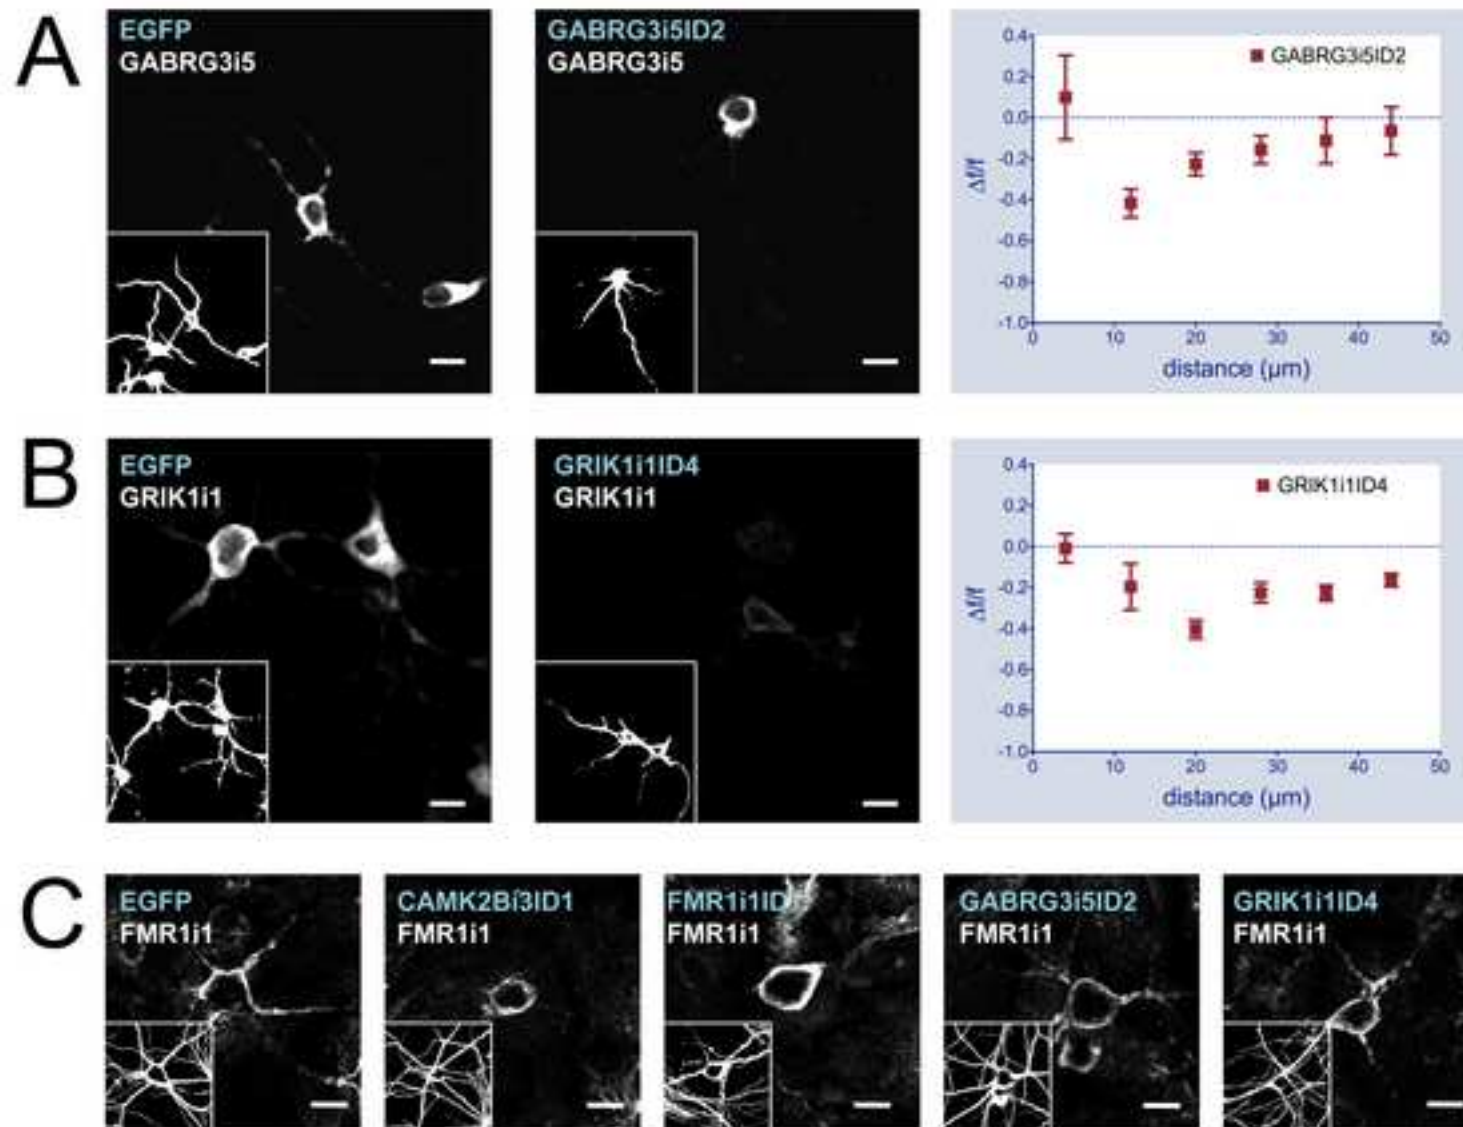 A
EGFP
GABRG3i5
GABRG3i5ID2
GABRG3i5
GABRG3i5ID2
0.4
0.2
0.0
-0.2
-0.4
-0.6
-0.8
-1.0
Δf/f
0 10 20 30 40 50
distance (µm)
B
EGFP
GRIK1i1
GRIK1i1ID4
GRIK1i1
GRIK1i1ID4
0.4
0.2
0.0
-0.2
-0.4
-0.6
-0.8
-1.0
Δf/f
0 10 20 30 40 50
distance (µm)
C
EGFP
FMR1i1
CAMK2Bi3ID1
FMR1i1
FMR1i1ID
FMR1i1
GABRG3i5ID2
FMR1i1
GRIK1i1ID4
FMR1i1